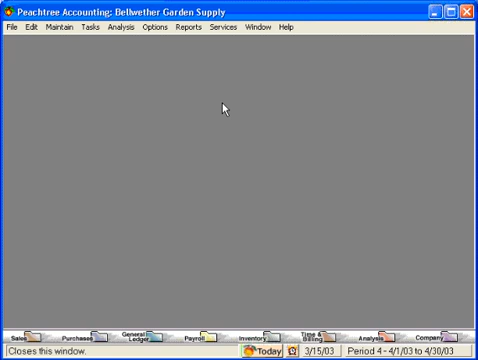 Peachtree Accounting: Bellwether Garden Supply
File Edit Maintain Tasks Analysis Options Reports Services Window Help
Sales Purchases General Ledger Payroll Inventory Time & Billing Analysis Company
Closes this window. Today 3/15/03 Period 4 - 4/1/03 to 4/30/03